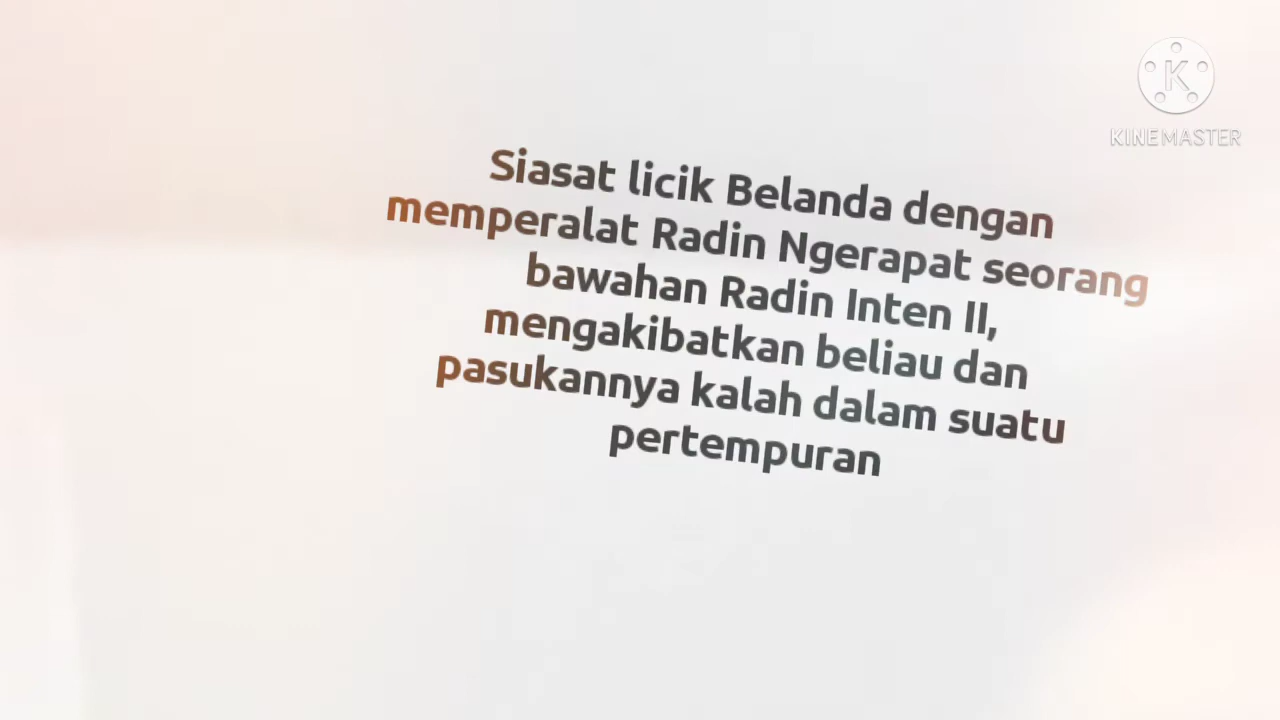 KINEMASTER
Siasat licik Belanda dengan
memperalat Radin Ngerapat seorang
bawahan Radin Inten II,
mengakibatkan beliau dan
pasukannya kalah dalam suatu
pertempuran